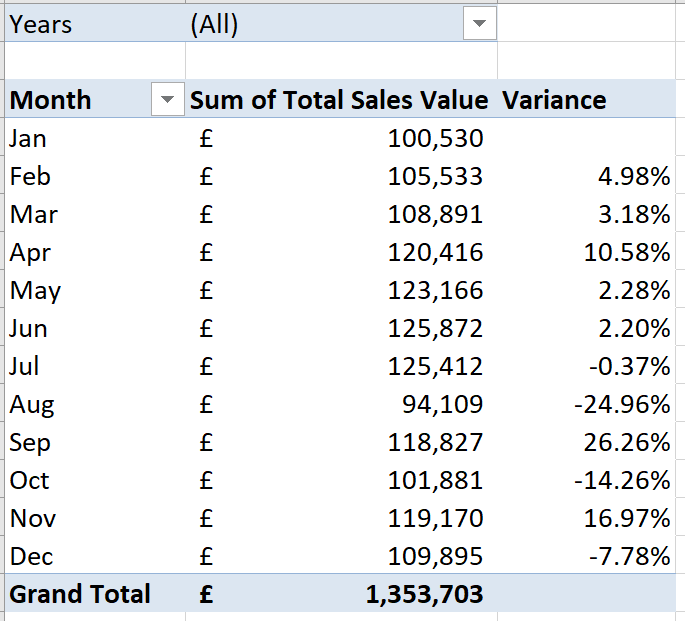 Years (All)
Month Sum of Total Sales Value Variance
Jan £ 100,530
Feb £ 105,533 4.98%
Mar £ 108,891 3.18%
Apr £ 120,416 10.58%
May £ 123,166 2.28%
Jun £ 125,872 2.20%
Jul £ 125,412 -0.37%
Aug £ 94,109 -24.96%
Sep £ 118,827 26.26%
Oct £ 101,881 -14.26%
Nov £ 119,170 16.97%
Dec £ 109,895 -7.78%
Grand Total £ 1,353,703